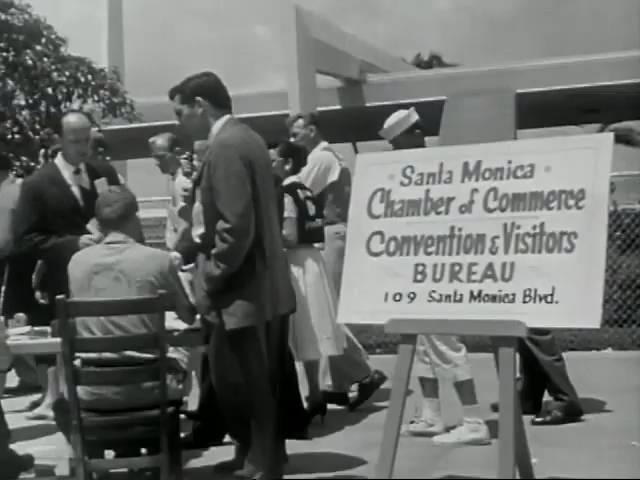 Santa Monica
Chamber of Commerce
Convention & Visitors
BUREAU
109 Santa Monica Blvd.